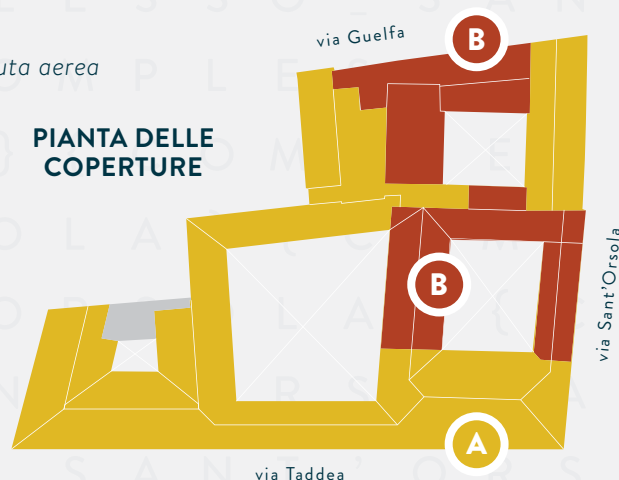 via Guelfa
B
uta aerea
PIANTA DELLE
COPERTURE
B
via Sant'Orsola
A
via Taddea